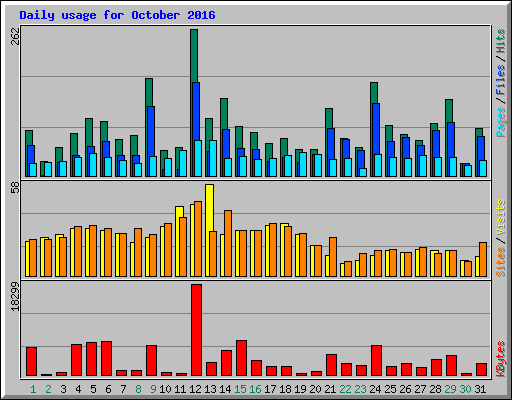 Daily usage for October 2016
262
Pages / Files / Hits
58
Sites / Visits
18299
KBytes
1 2 3 4 5 6 7 8 9 10 11 12 13 14 15 16 17 18 19 20 21 22 23 24 25 26 27 28 29 30 31